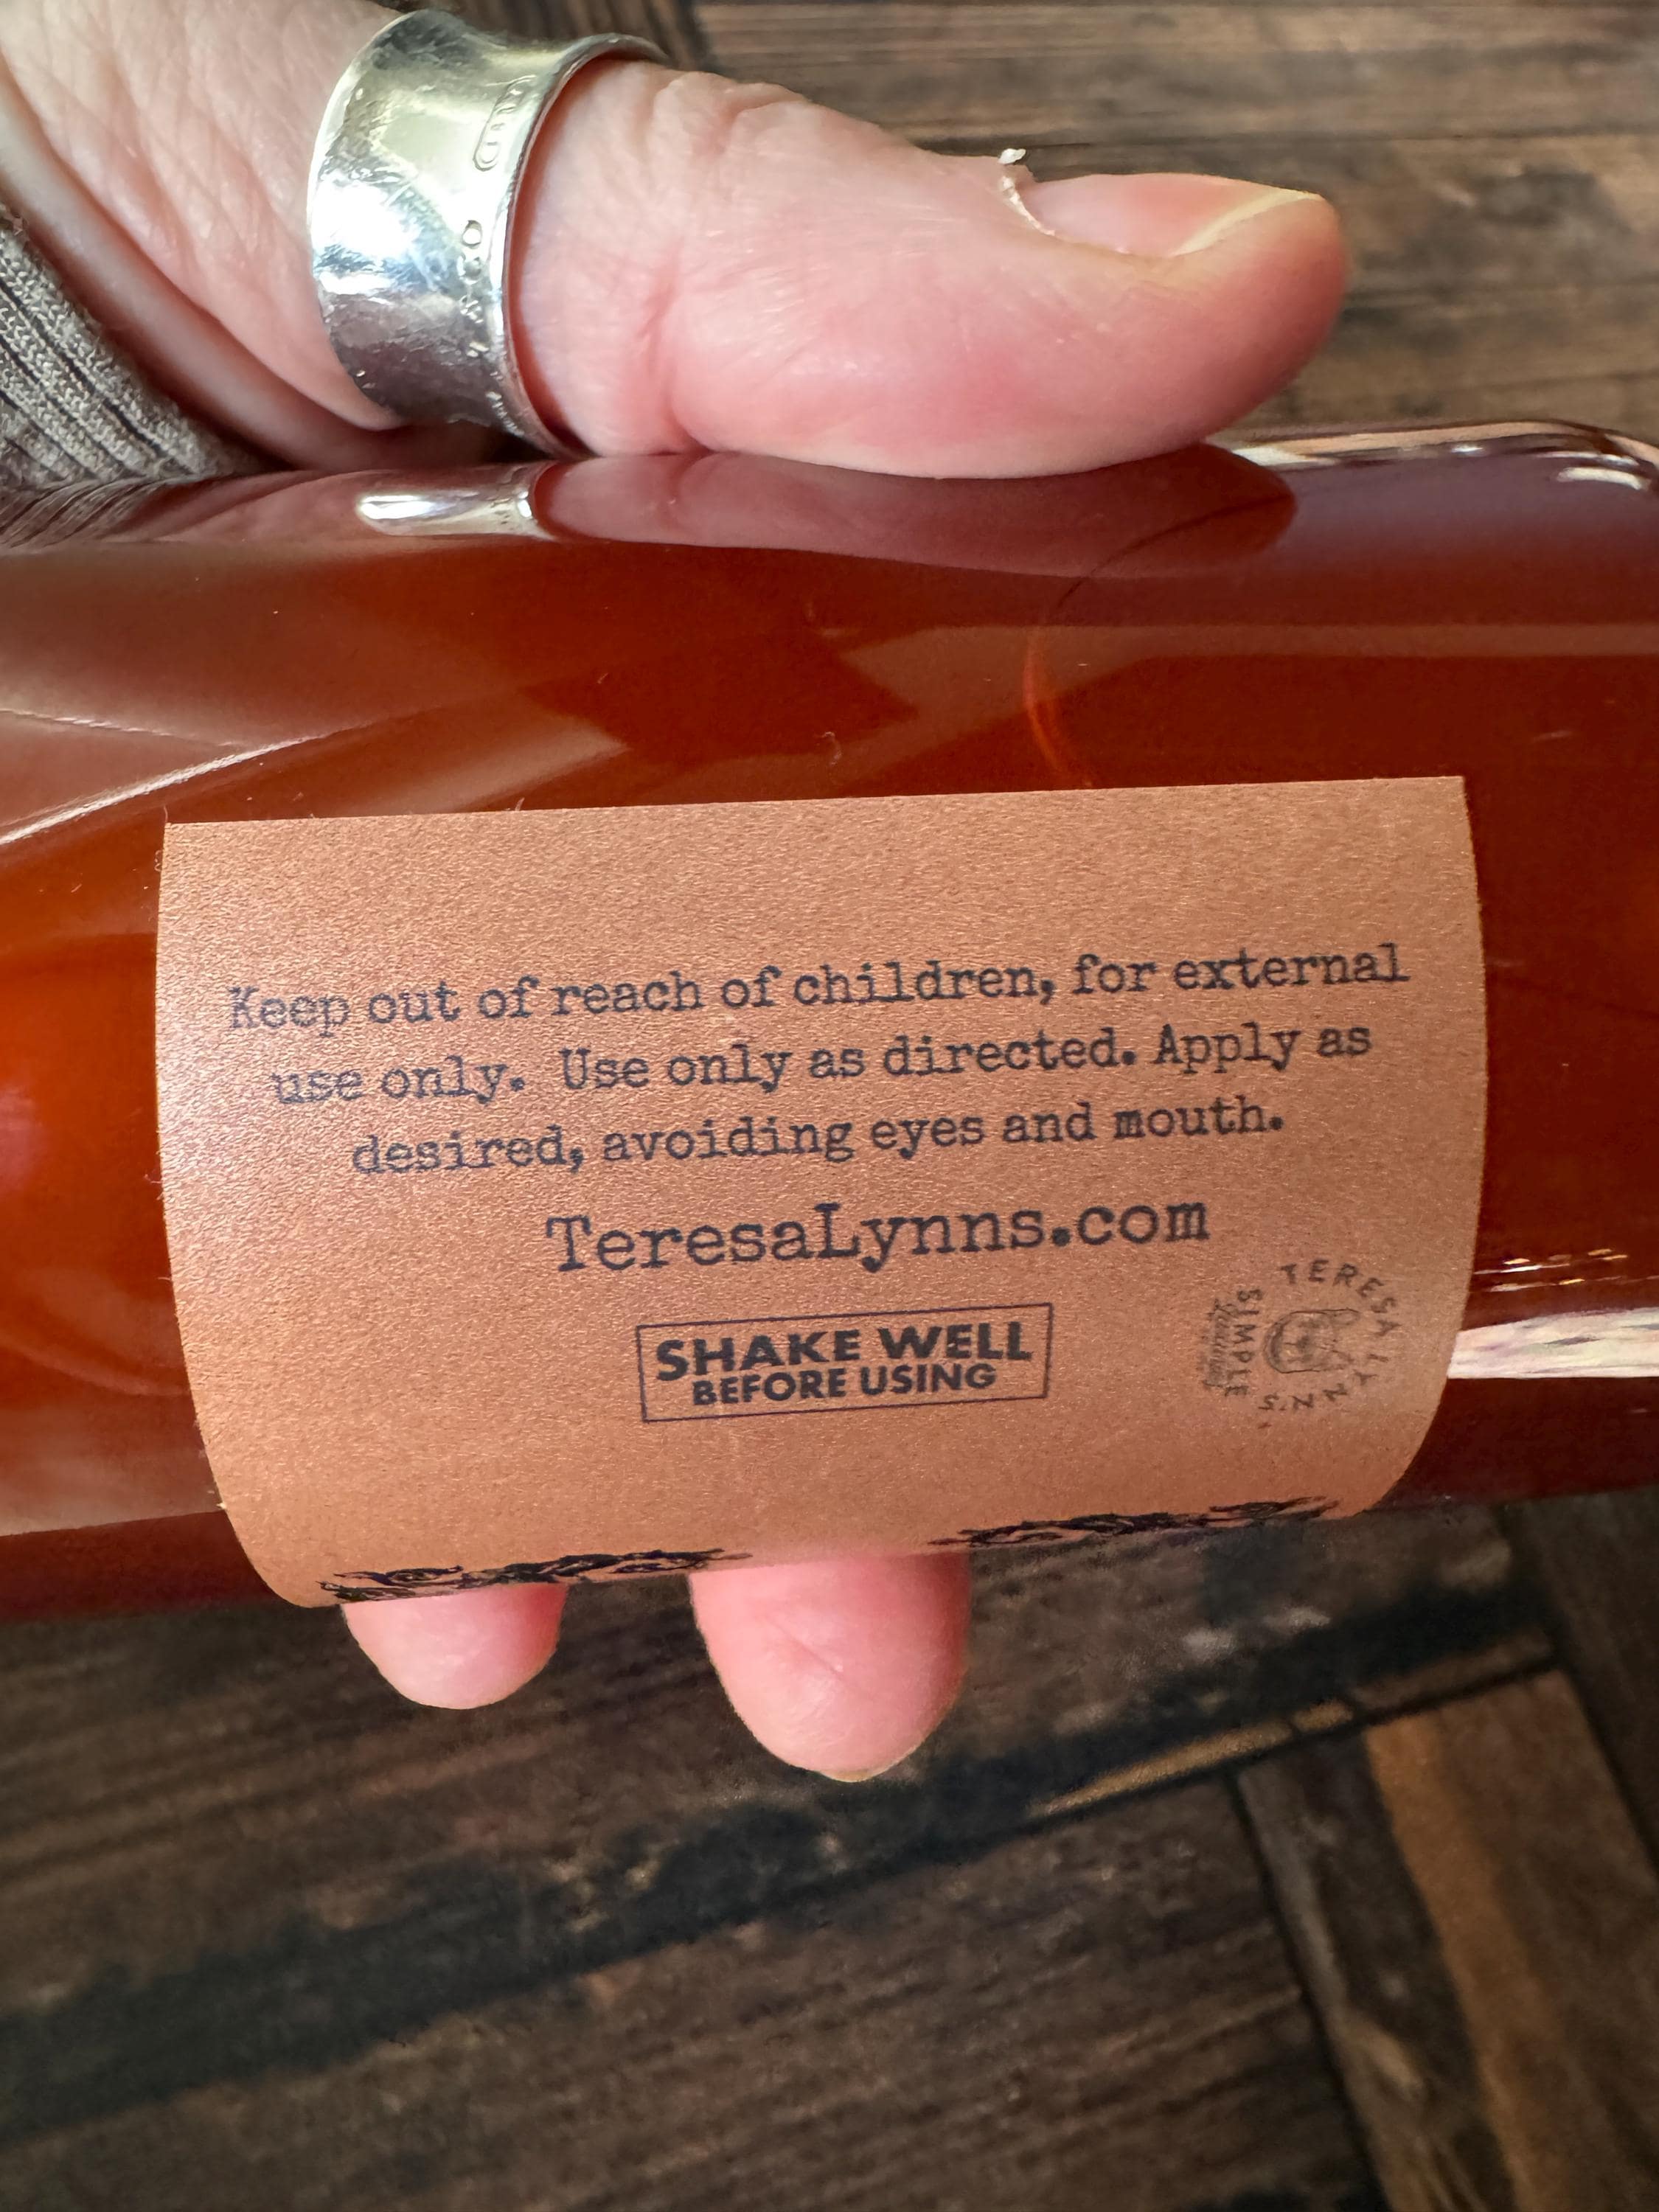 Keep out of reach of children, for external
use only. Use only as directed. Apply as
desired, avoiding eyes and mouth.
TeresaLynns.com
SHAKE WELL
BEFORE USING
TERESA LYNN'S
SIMPLE